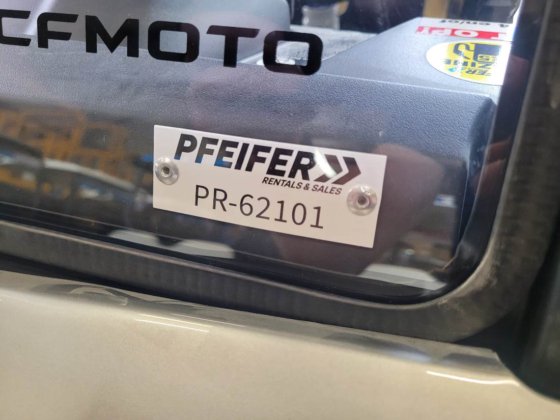 CFMOTO
PFEIFER
RENTALS & SALES
PR-62101